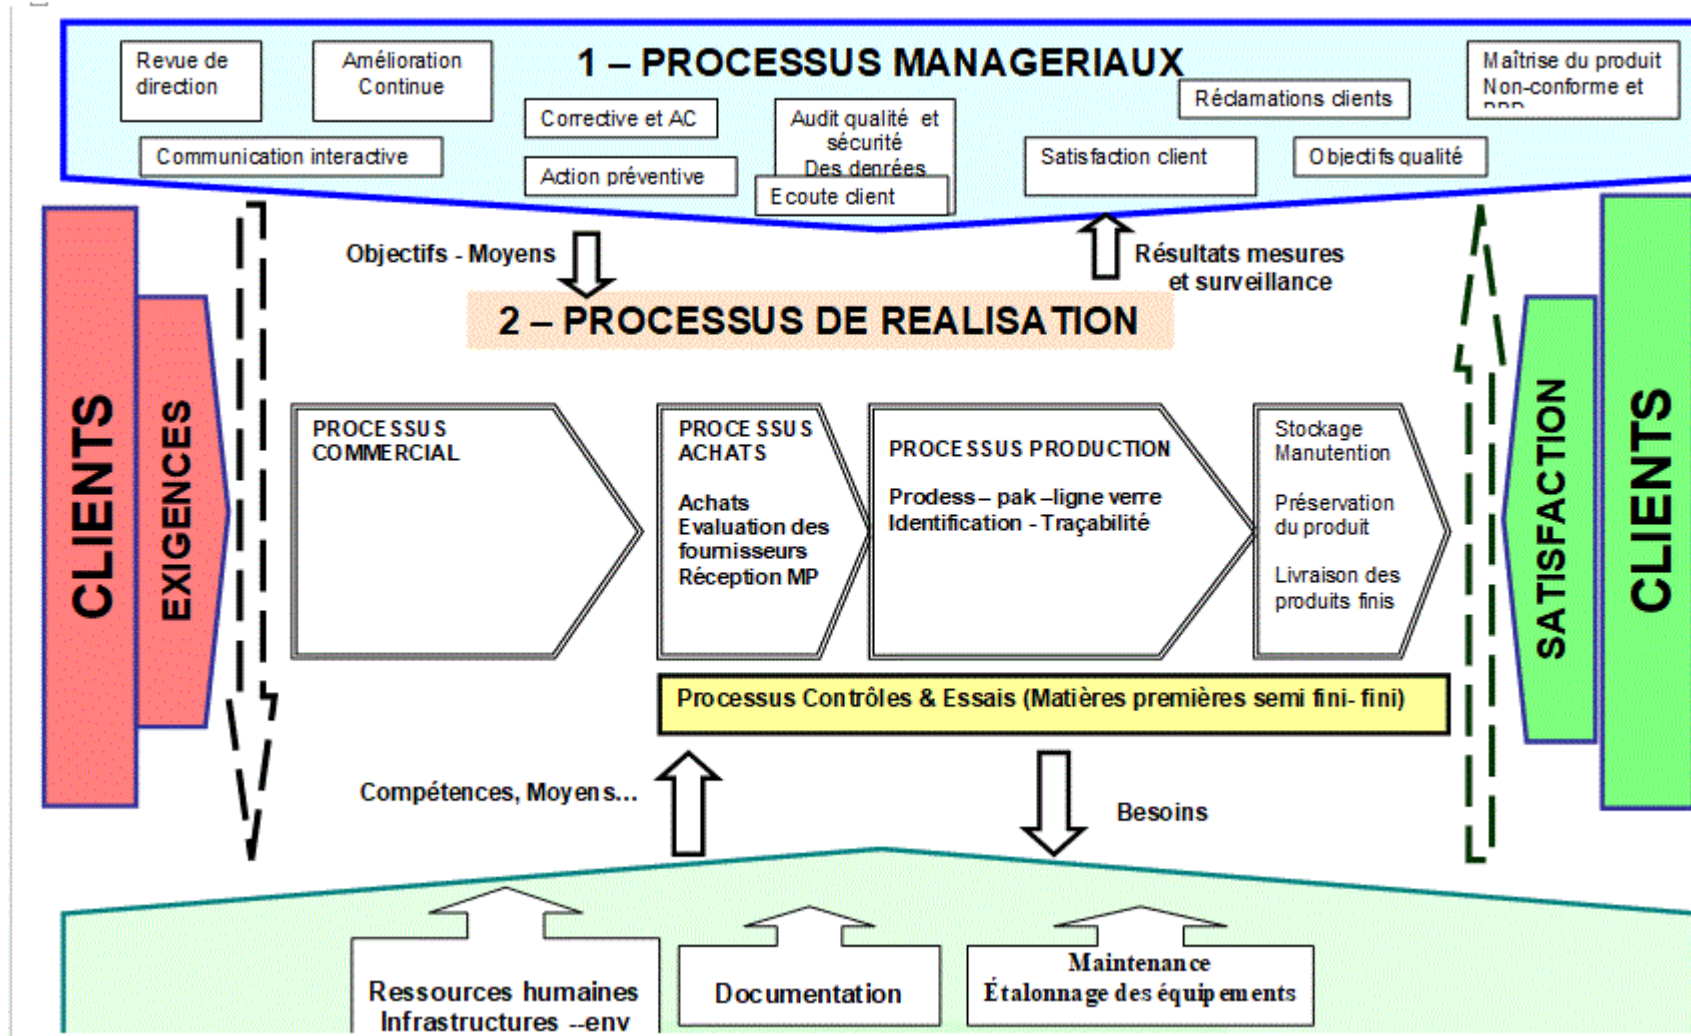 1 – PROCESSUS MANAGERIAUX
Revue de
direction
Amélioration
Continue
Corrective et AC
Audit qualité et
sécurité
Des denrées
Réclamations clients
Maîtrise du produit
Non-conforme et
Communication interactive
Action préventive
Ecoute client
Satisfaction client
Objectifs qualité
Objectifs - Moyens
Résultats mesures
et surveillance
2 – PROCESSUS DE REALISATION
CLIENTS
EXIGENCES
PROCESSUS
COMMERCIAL
PROCESSUS
ACHATS
Achats
Evaluation des
fournisseurs
Réception MP
PROCESSUS PRODUCTION
Prodess – pak –ligne verre
Identification - Traçabilité
Stockage
Manutention
Préservation
du produit
Livraison des
produits finis
SATISFACTION
CLIENTS
Processus Contrôles & Essais (Matières premières semi fini- fini)
Compétences, Moyens...
Besoins
Ressources humaines
Infrastructures --env
Documentation
Maintenance
Étalonnage des équipements